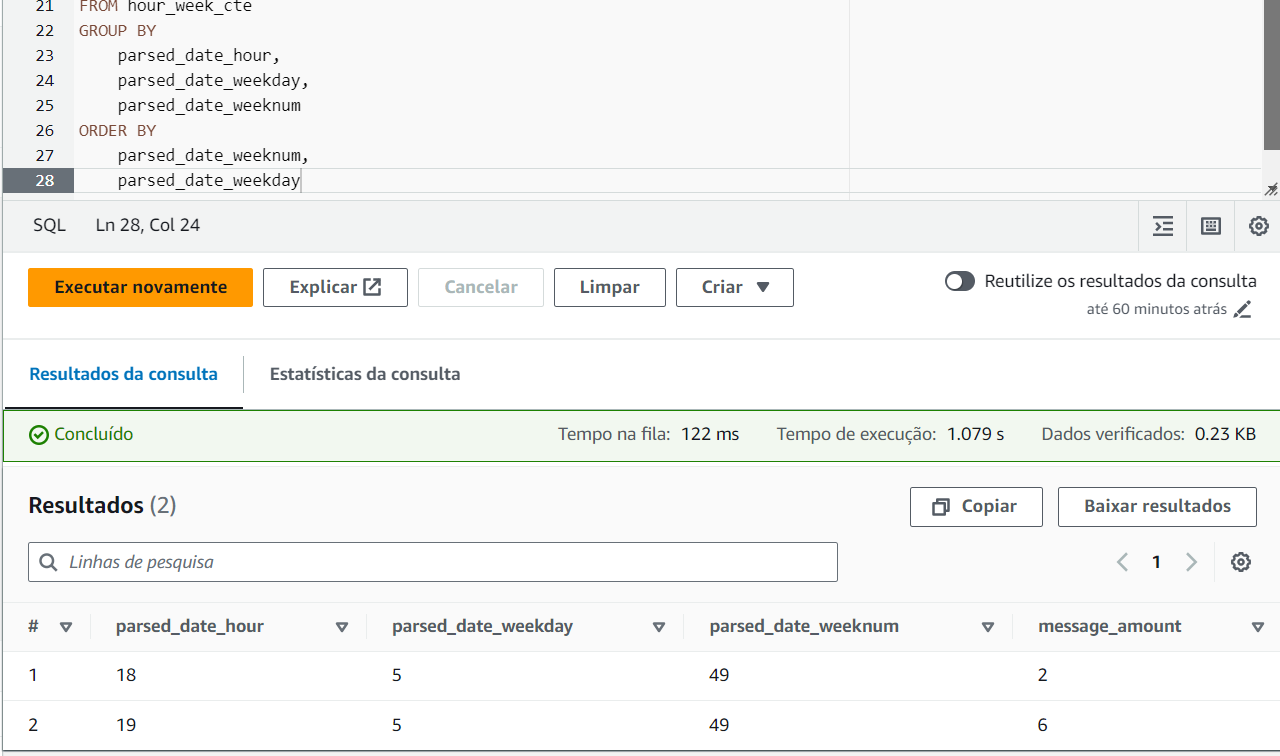 21 FROM hour_week_cte
22 GROUP BY
23 parsed_date_hour,
24 parsed_date_weekday,
25 parsed_date_weeknum
26 ORDER BY
27 parsed_date_weeknum,
28 parsed_date_weekday
SQL Ln 28, Col 24
Executar novamente Explicar Cancelar Limpar Criar Reutilize os resultados da consulta
até 60 minutos atrás
Resultados da consulta Estatísticas da consulta
Concluído Tempo na fila: 122 ms Tempo de execução: 1.079 s Dados verificados: 0.23 KB
Resultados (2) Copiar Baixar resultados
Linhas de pesquisa 1
# parsed_date_hour parsed_date_weekday parsed_date_weeknum message_amount
1 18 5 49 2
2 19 5 49 6